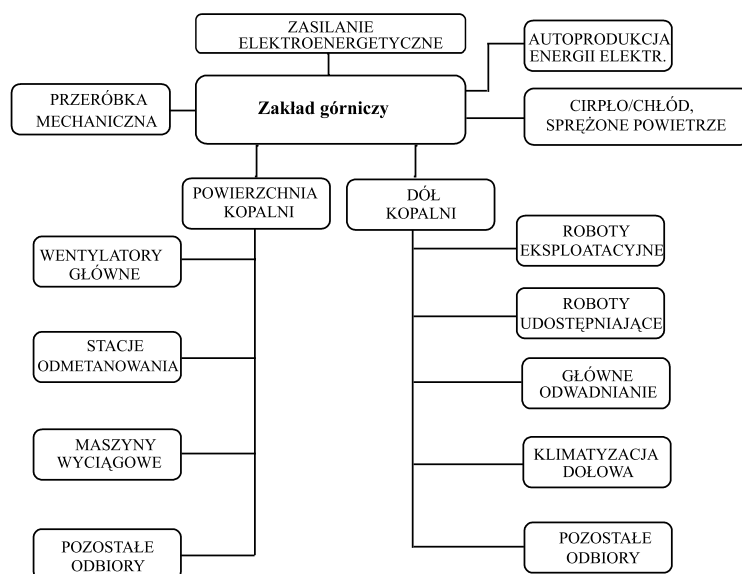 ZASILANIE
ELEKTROENERGETYCZNE
AUTOPRODUKCJA
ENERGII ELEKTR.
PRZERÓBKA
MECHANICZNA
Zakład górniczy
CIRPŁO/CHŁÓD,
SPRĘŻONE POWIETRZE
POWIERZCHNIA
KOPALNI
DÓŁ
KOPALNI
WENTYLATORY
GŁÓWNE
STACJE
ODMETANOWANIA
MASZYNY
WYCIĄGOWE
POZOSTAŁE
ODBIORY
ROBOTY
EKSPLOATACYJNE
ROBOTY
UDOSTĘPNIAJĄCE
GŁÓWNE
ODWADNIANIE
KLIMATYZACJA
DOŁOWA
POZOSTAŁE
ODBIORY